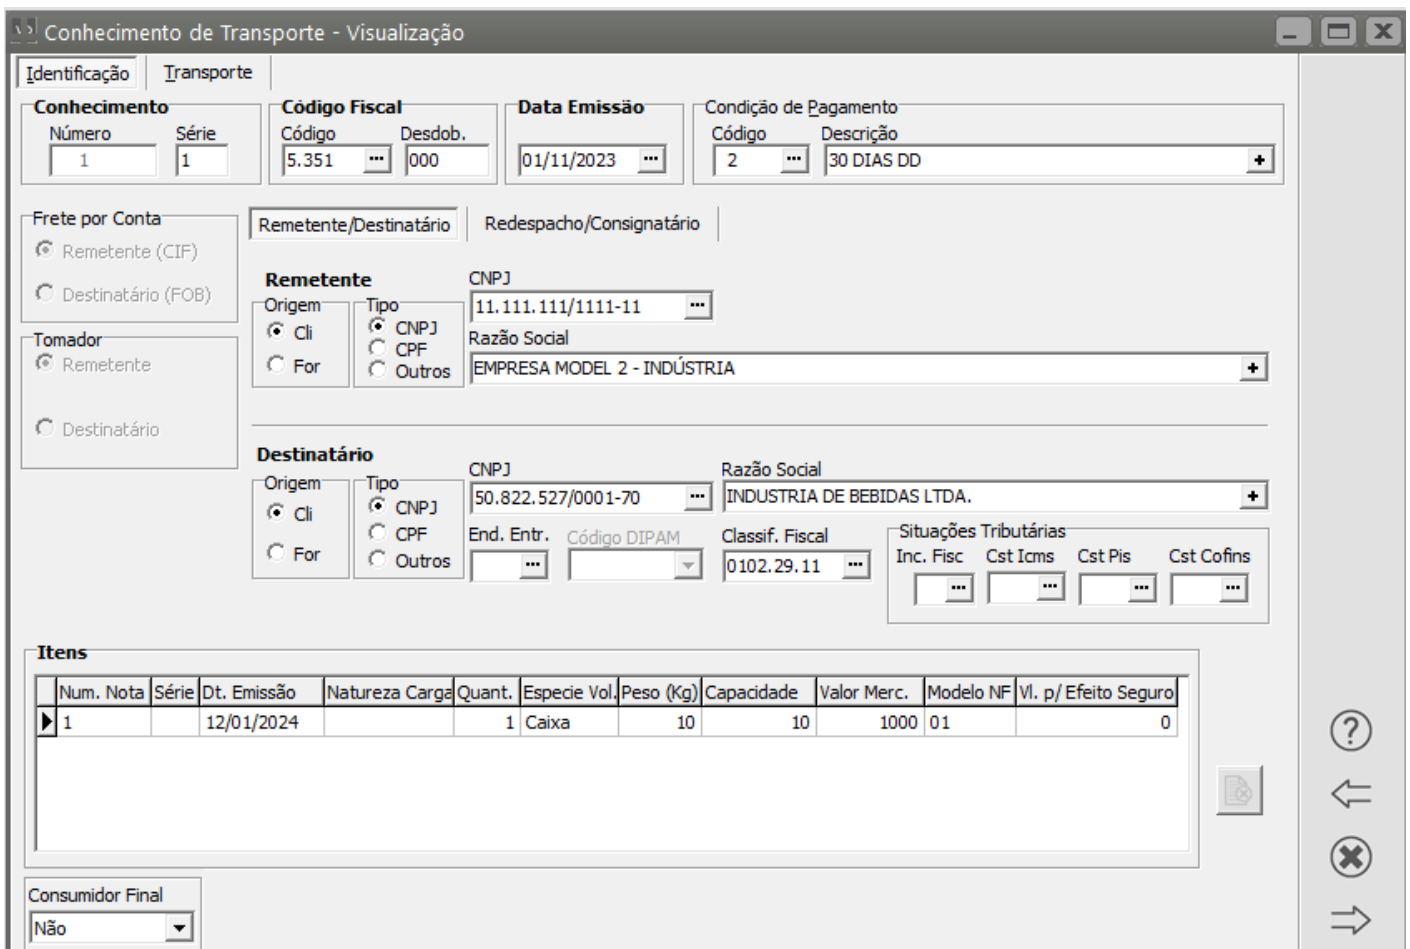 Conhecimento de Transporte - Visualização
Identificação Transporte
Conhecimento Código Fiscal Data Emissão Condição de Pagamento
Número Série Código Desdob. Código Descrição
1 1 5.351 ... 000 01/11/2023 ... 2 ... 30 DIAS DD +
Frete por Conta Remetente/Destinatário Redespacho/Consignatário
Remetente (CIF)
Destinatário (FOB)
Remetente CNPJ
Origem Tipo 11.111.111/1111-11 ...
Cli CNPJ
Tomador CPF Razão Social
Remetente For Outros EMPRESA MODEL 2 - INDÚSTRIA +
Destinatário
Destinatário CNPJ Razão Social
Origem Tipo 50.822.527/0001-70 ... INDUSTRIA DE BEBIDAS LTDA. +
Cli CNPJ
CPF End. Entr. Código DIPAM Classif. Fiscal Situações Tributárias
For Outros ... 0102.29.11 ... Inc. Fisc Cst Icms Cst Pis Cst Cofins
... ... ... ...
Itens
Num. Nota Série Dt. Emissão Natureza Carga Quant. Especie Vol. Peso (Kg) Capacidade Valor Merc. Modelo NF Vl. p/ Efeito Seguro
1 12/01/2024 1 Caixa 10 10 1000 01 0
Consumidor Final
Não